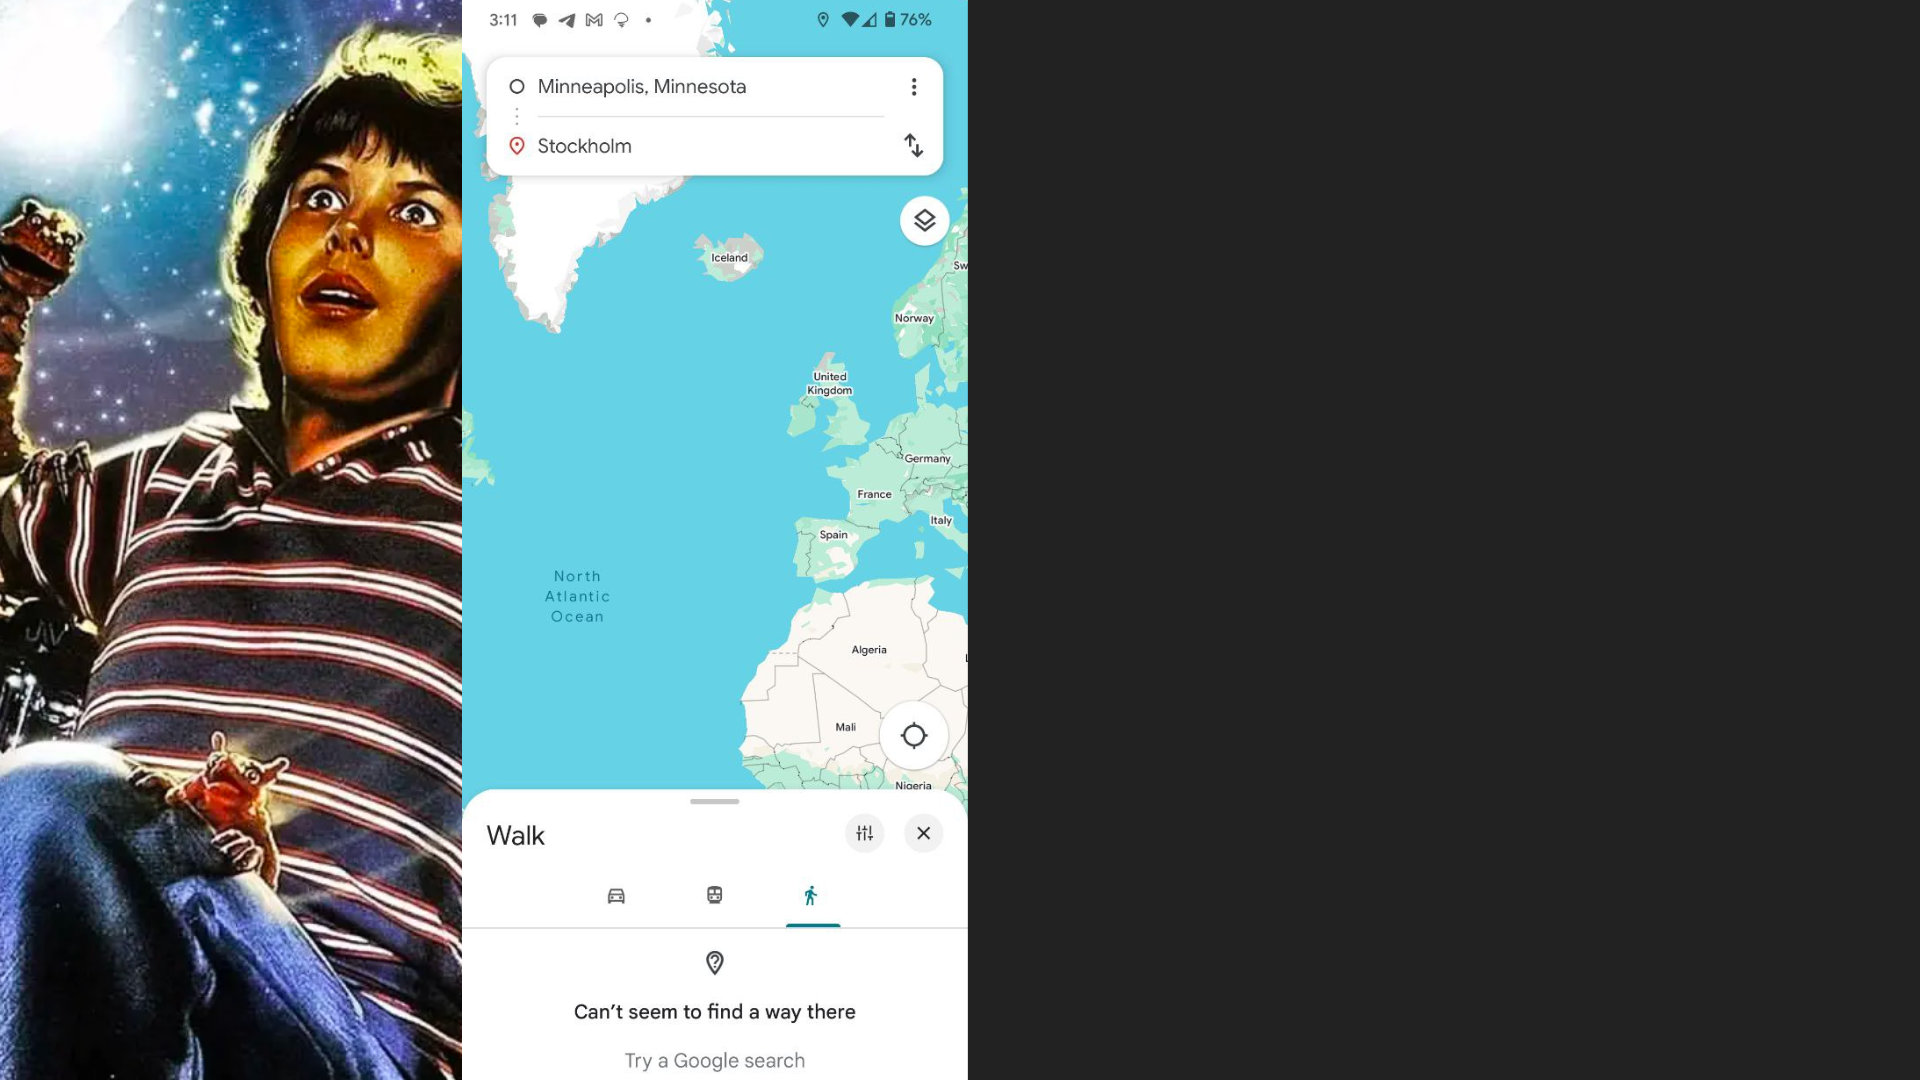 3:11
76%
Minneapolis, Minnesota
Stockholm
Iceland
Sw
Norway
United
Kingdom
Germany
France
Italy
Spain
North
Atlantic
Ocean
Algeria
L
Mali
Nigeria
Walk
Can't seem to find a way there
Try a Google search